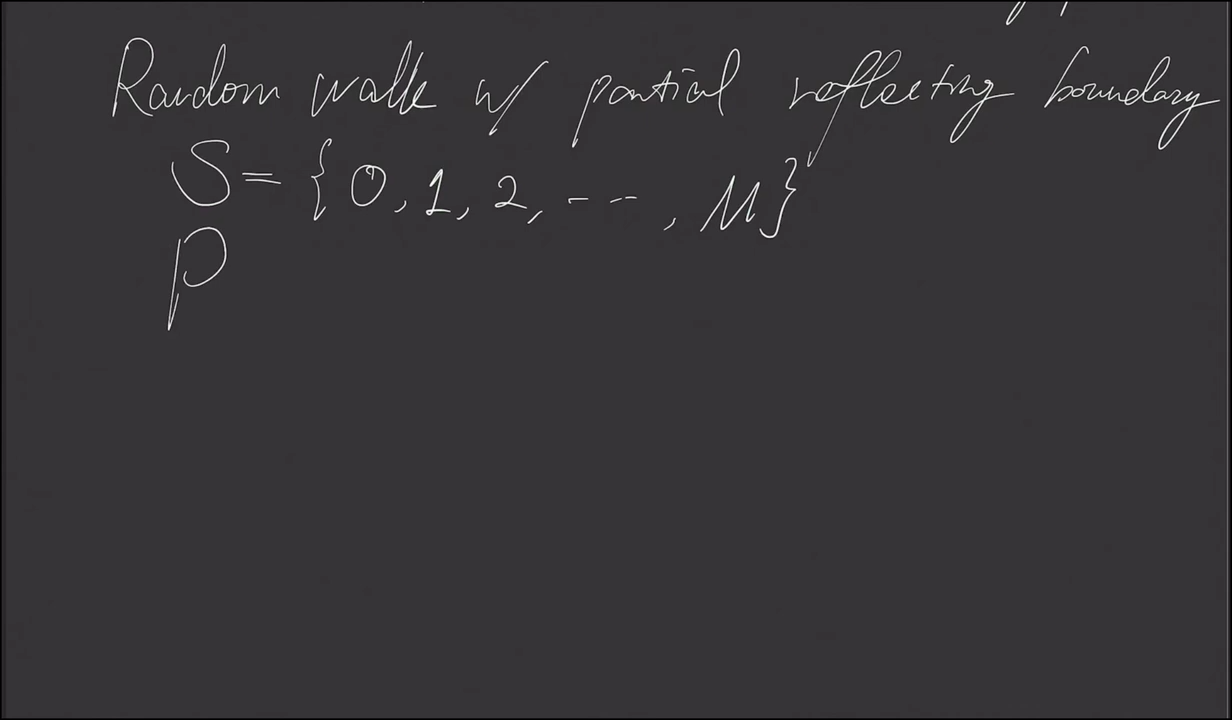 Random walk w/ partial reflecting boundary
S = {0, 1, 2, - - -, M}
P